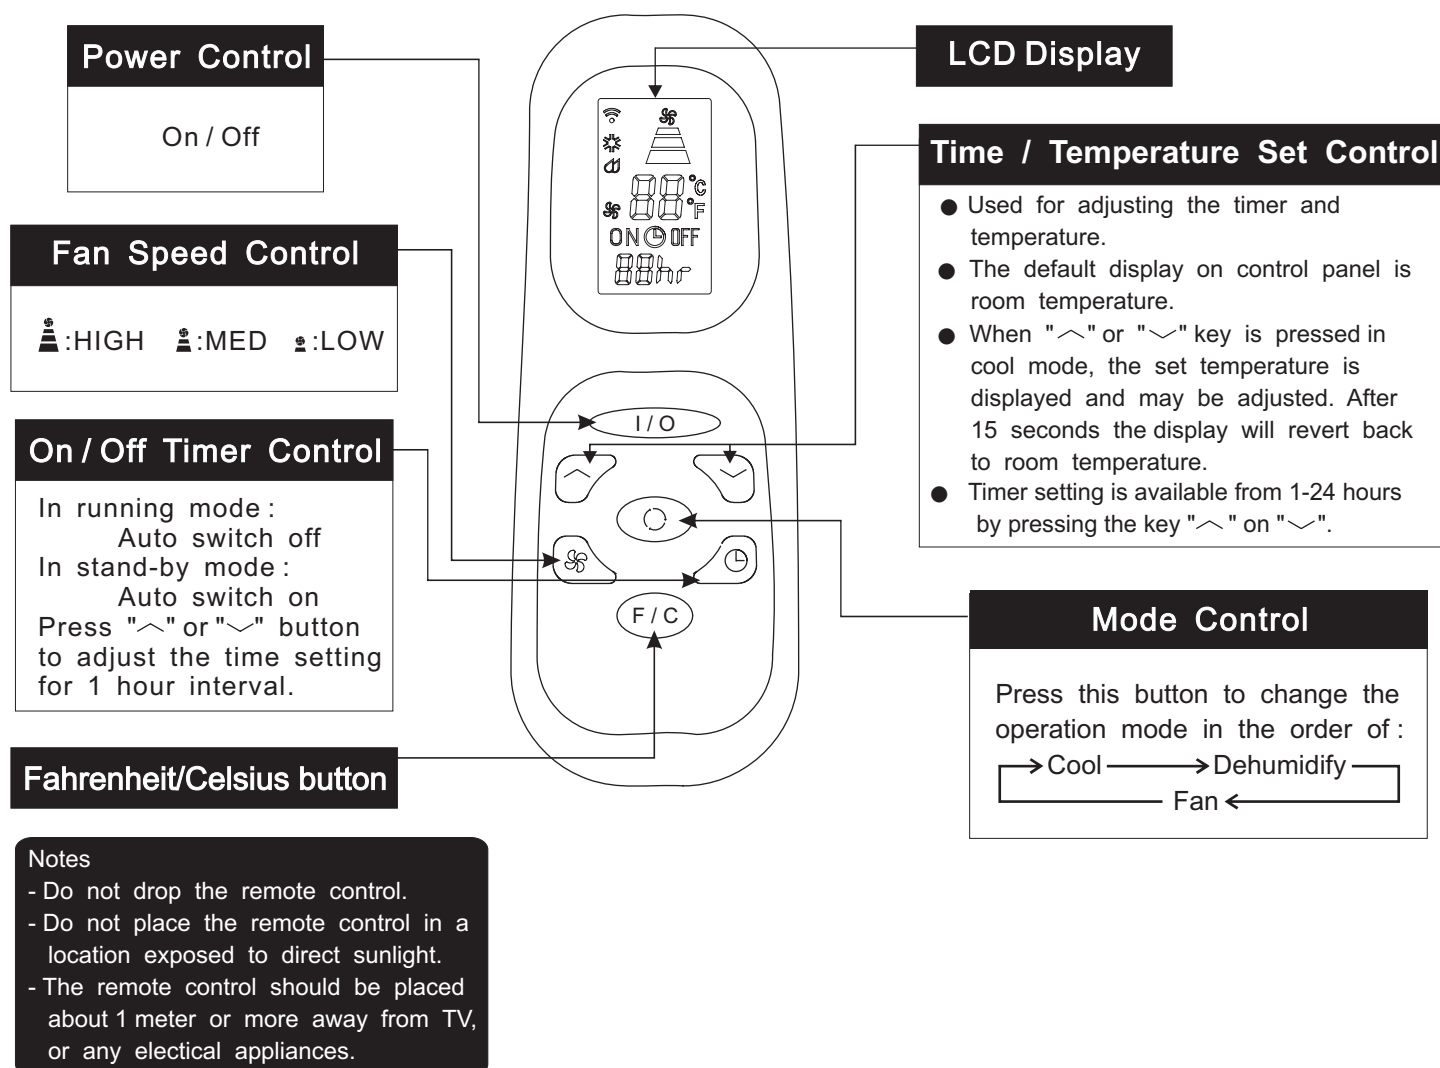 Power Control
On / Off
Fan Speed Control
:HIGH :MED :LOW
On / Off Timer Control
In running mode :
Auto switch off
In stand-by mode :
Auto switch on
Press "︿" or "﹀" button
to adjust the time setting
for 1 hour interval.
Fahrenheit/Celsius button
Notes
- Do not drop the remote control.
- Do not place the remote control in a
location exposed to direct sunlight.
- The remote control should be placed
about 1 meter or more away from TV,
or any electical appliances.
88 °C
°F
ON OFF
88hr
I / O
F / C
LCD Display
Time / Temperature Set Control
● Used for adjusting the timer and
temperature.
● The default display on control panel is
room temperature.
● When "︿" or "﹀" key is pressed in
cool mode, the set temperature is
displayed and may be adjusted. After
15 seconds the display will revert back
to room temperature.
● Timer setting is available from 1-24 hours
by pressing the key "︿" on "﹀".
Mode Control
Press this button to change the
operation mode in the order of :
Cool Dehumidify
Fan